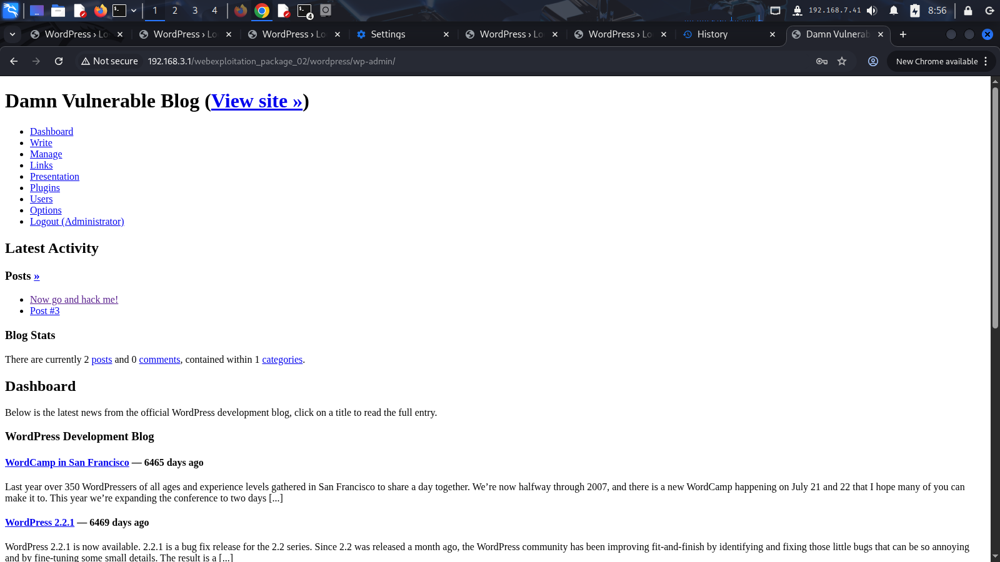 1 2 3 4 4 192.168.7.41 8:56
WordPress › Lo WordPress › Lo WordPress › Lo Settings WordPress › Lo WordPress › Lo History Damn Vulnerab
Not secure 192.168.3.1/webexploitation_package_02/wordpress/wp-admin/ New Chrome available
Damn Vulnerable Blog (View site »)
Dashboard
Write
Manage
Links
Presentation
Plugins
Users
Options
Logout (Administrator)
Latest Activity
Posts »
Now go and hack me!
Post #3
Blog Stats
There are currently 2 posts and 0 comments, contained within 1 categories.
Dashboard
Below is the latest news from the official WordPress development blog, click on a title to read the full entry.
WordPress Development Blog
WordCamp in San Francisco — 6465 days ago
Last year over 350 WordPressers of all ages and experience levels gathered in San Francisco to share a day together. We’re now halfway through 2007, and there is a new WordCamp happening on July 21 and 22 that I hope many of you can
make it to. This year we’re expanding the conference to two days [...]
WordPress 2.2.1 — 6469 days ago
WordPress 2.2.1 is now available. 2.2.1 is a bug fix release for the 2.2 series. Since 2.2 was released a month ago, the WordPress community has been improving fit-and-finish by identifying and fixing those little bugs that can be so annoying
and by fine-tuning some small details. The result is a [...]